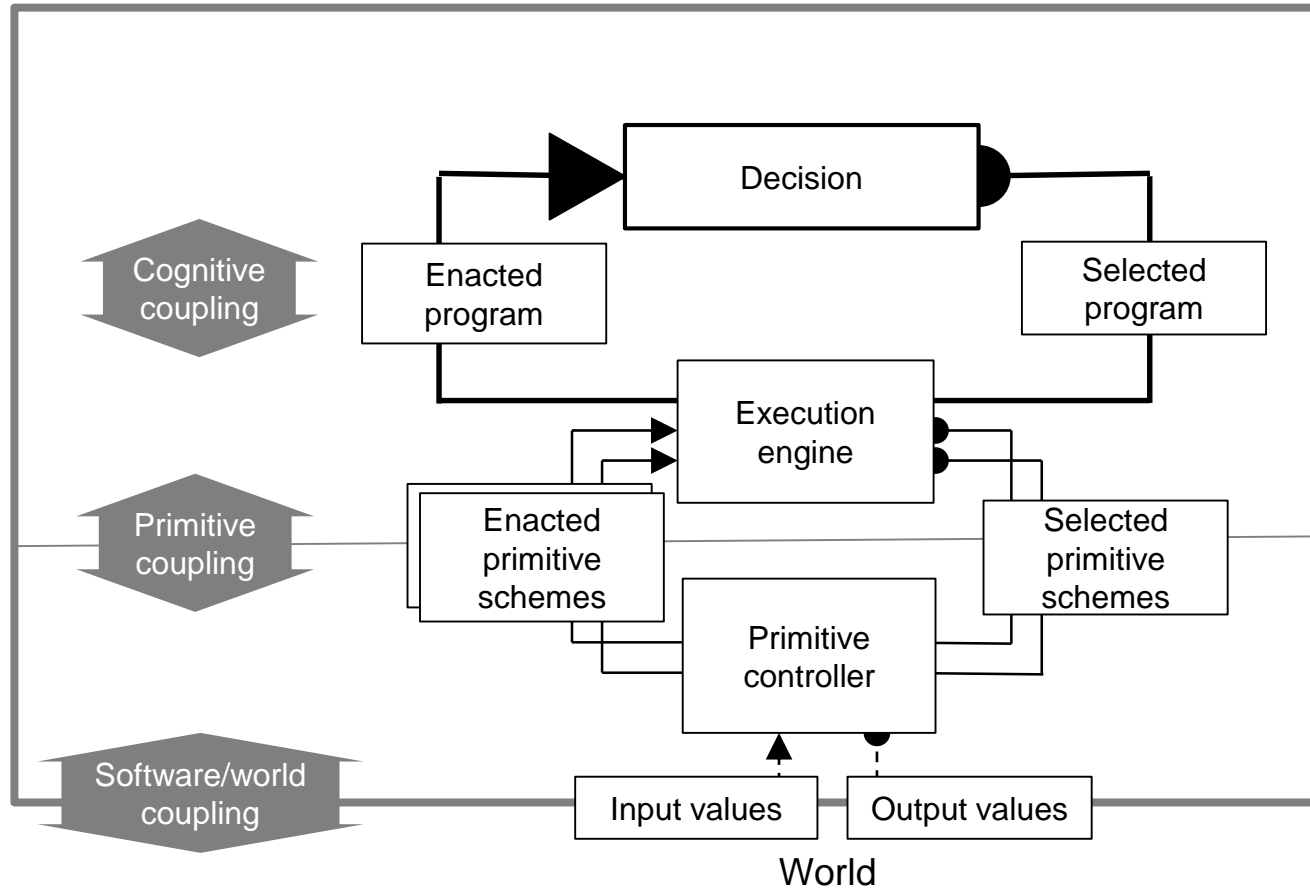 Decision
Cognitive
coupling
Enacted
program
Selected
program
Execution
engine
Primitive
coupling
Enacted
primitive
schemes
Selected
primitive
schemes
Primitive
controller
Software/world
coupling
Input values
Output values
World